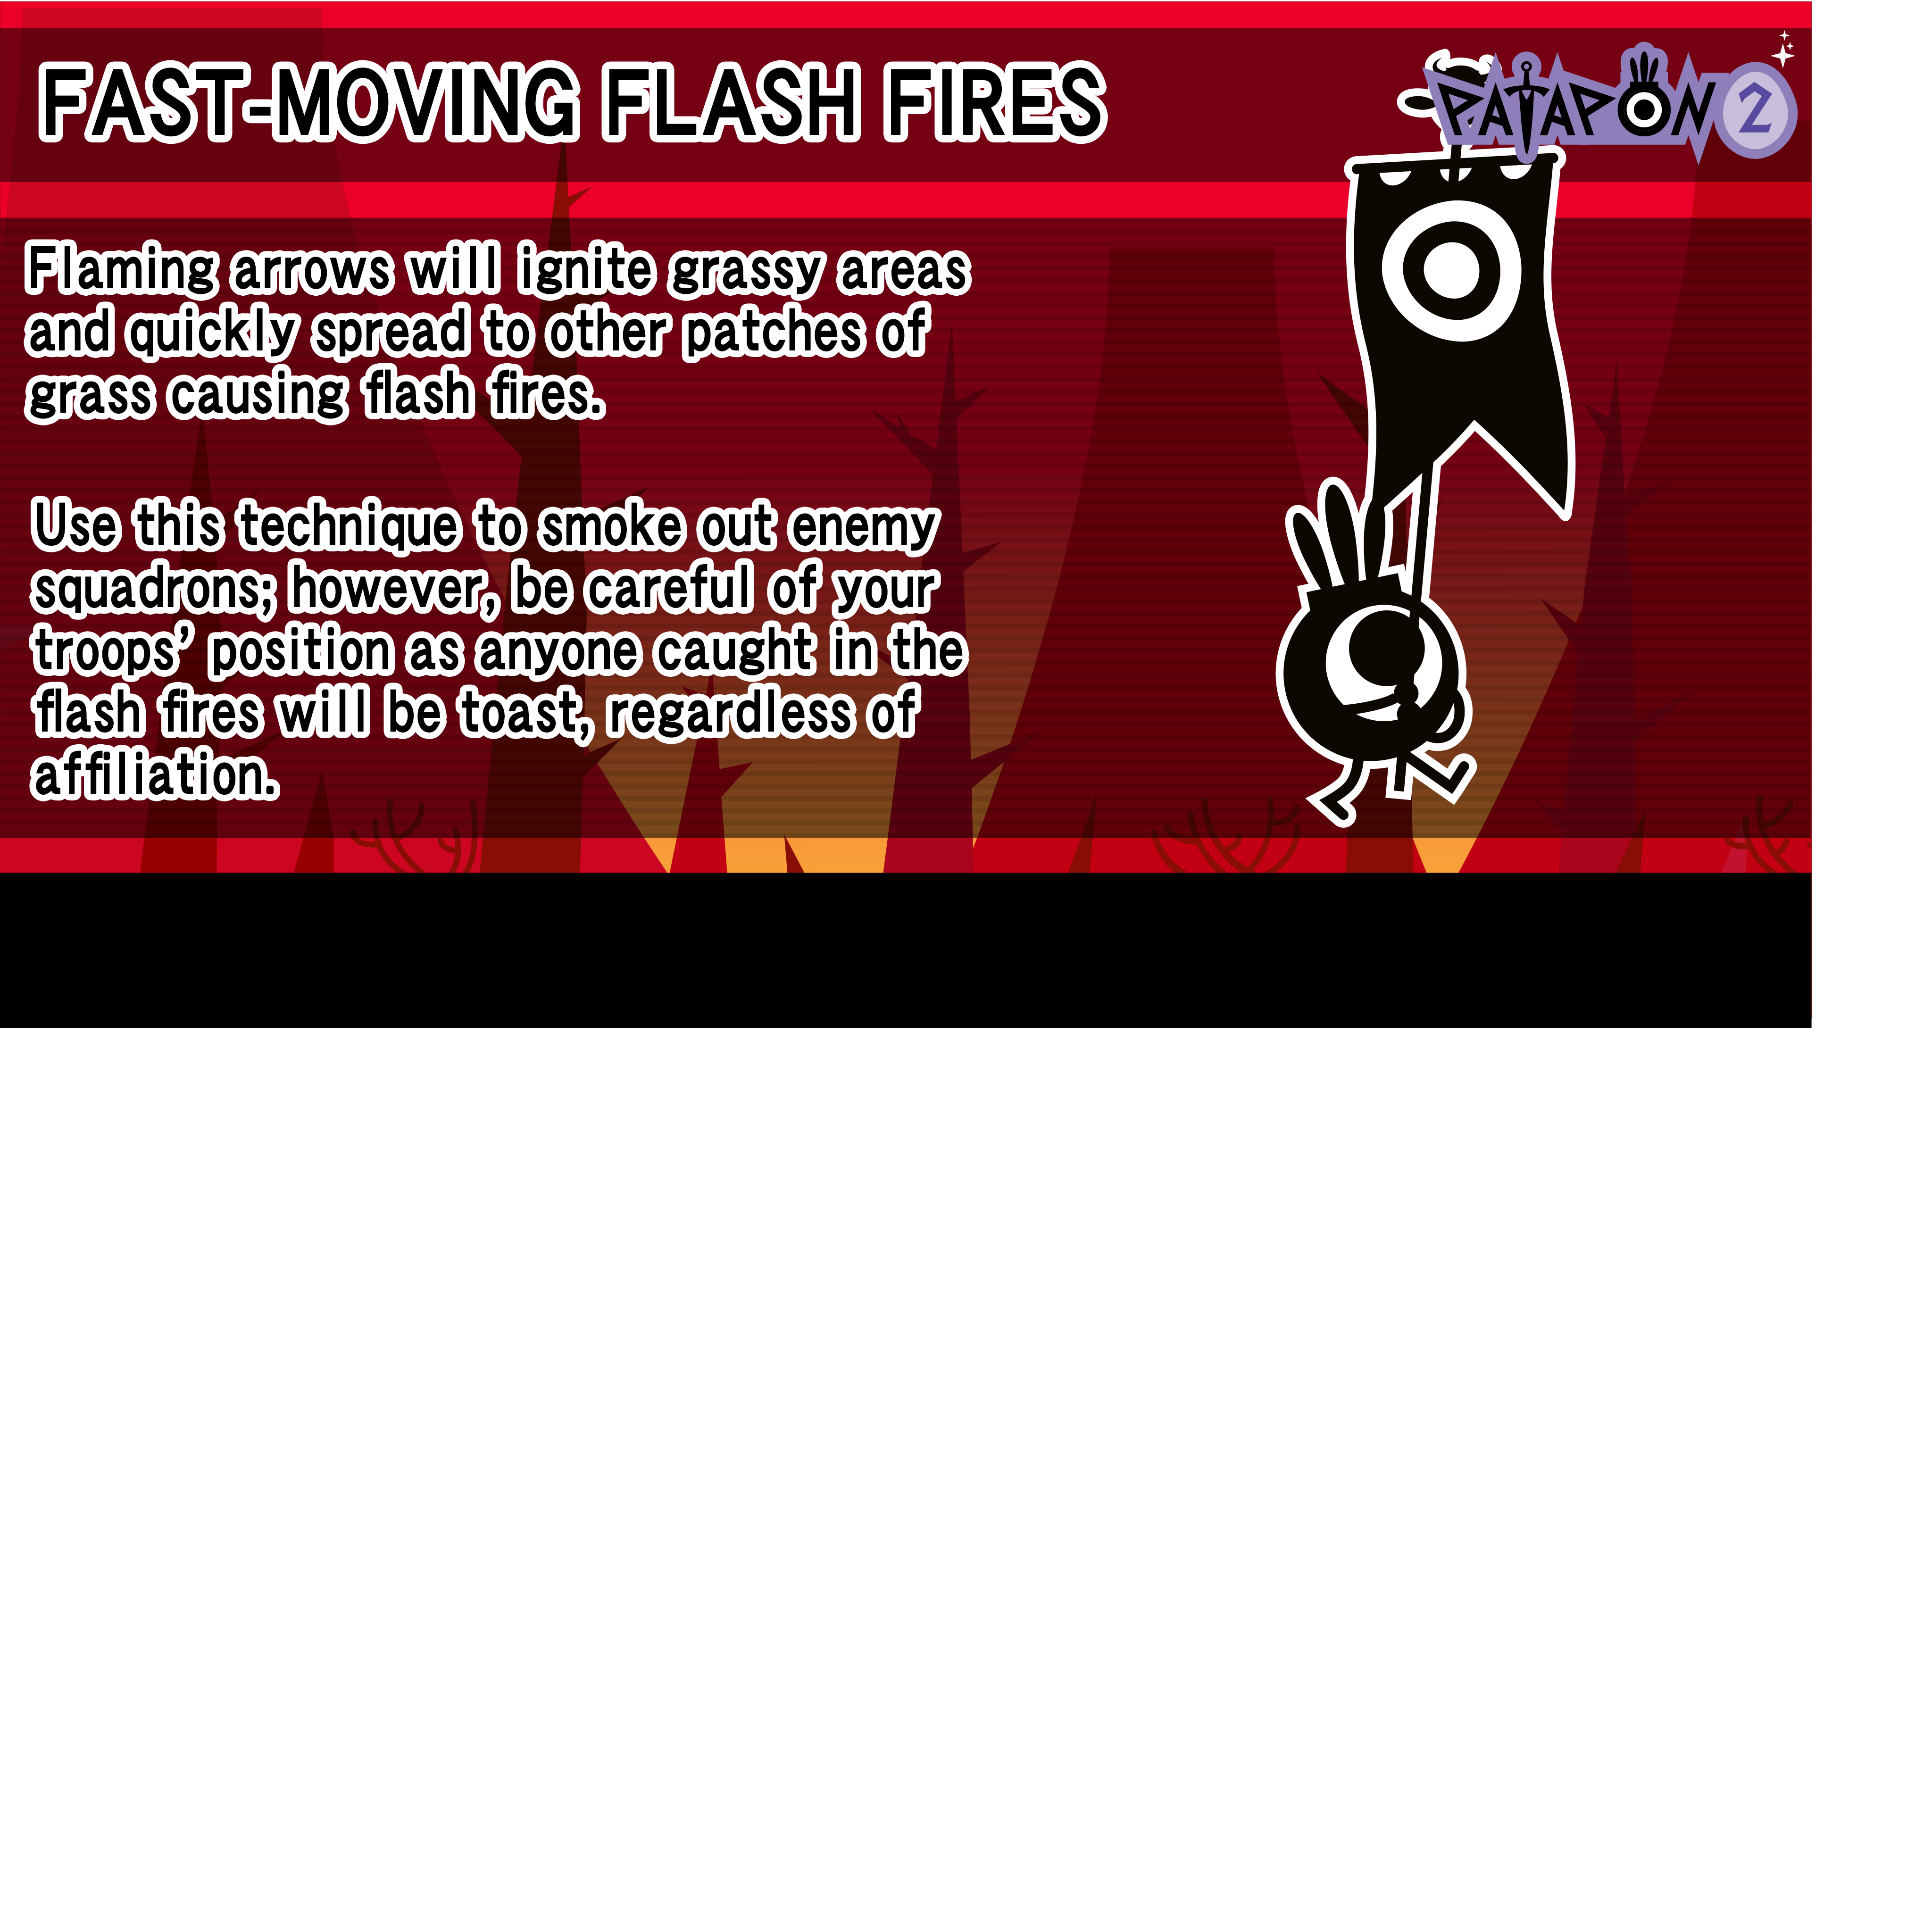 FAST-MOVING FLASH FIRES
PATAPON 2
Flaming arrows will ignite grassy areas
and quickly spread to other patches of
grass causing flash fires.
Use this technique to smoke out enemy
squadrons; however, be careful of your
troops’ position as anyone caught in the
flash fires will be toast, regardless of
affiliation.